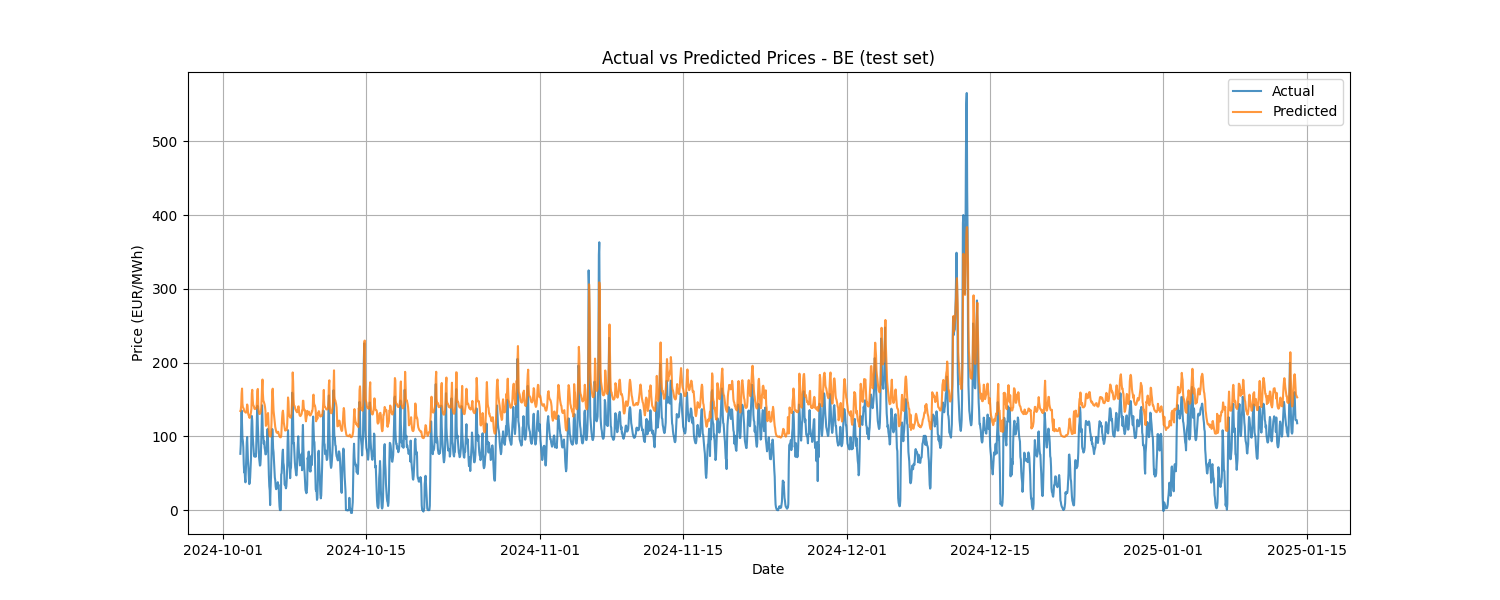 Actual vs Predicted Prices - BE (test set)
Actual
Predicted
Price (EUR/MWh)
500
400
300
200
100
0
2024-10-01
2024-10-15
2024-11-01
2024-11-15
2024-12-01
2024-12-15
2025-01-01
2025-01-15
Date